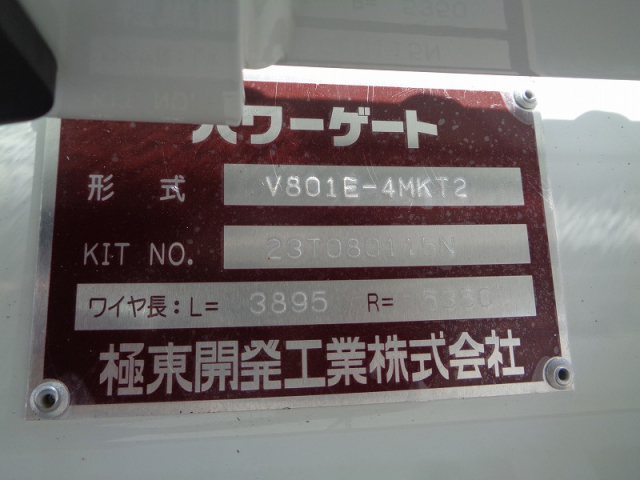 パワーゲート
形 式 V801E-4MKT2
KIT NO.
ワイヤ長：L= 3895 R=
極東開発工業株式会社